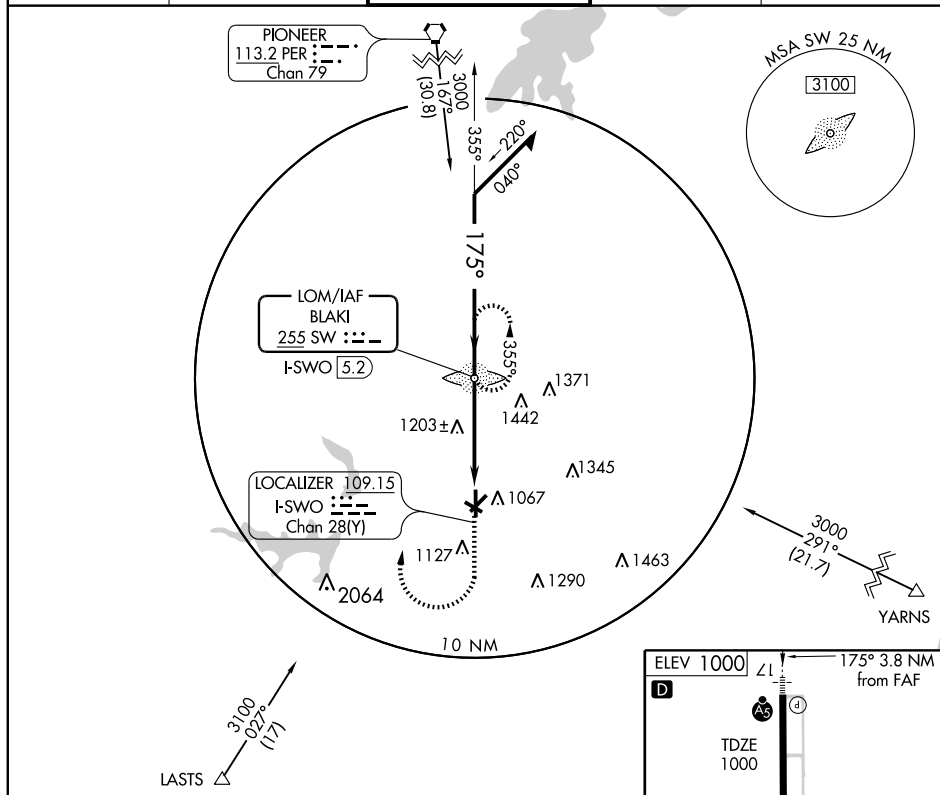 PIONEER
113.2 PER
Chan 79
3000
167°
(30.8)
355°
220°
040°
MSA SW 25 NM
3100
175°
LOM/IAF
BLAKI
255 SW
I-SWO 5.2
355°
1371
1442
1203±
1345
LOCALIZER 109.15
I-SWO
Chan 28(Y)
1067
1127
2064
1290
1463
3000
291°
(21.7)
YARNS
10 NM
3100
027°
(17)
LASTS
ELEV 1000
17
175° 3.8 NM
from FAF
D
A5
P
TDZE
1000